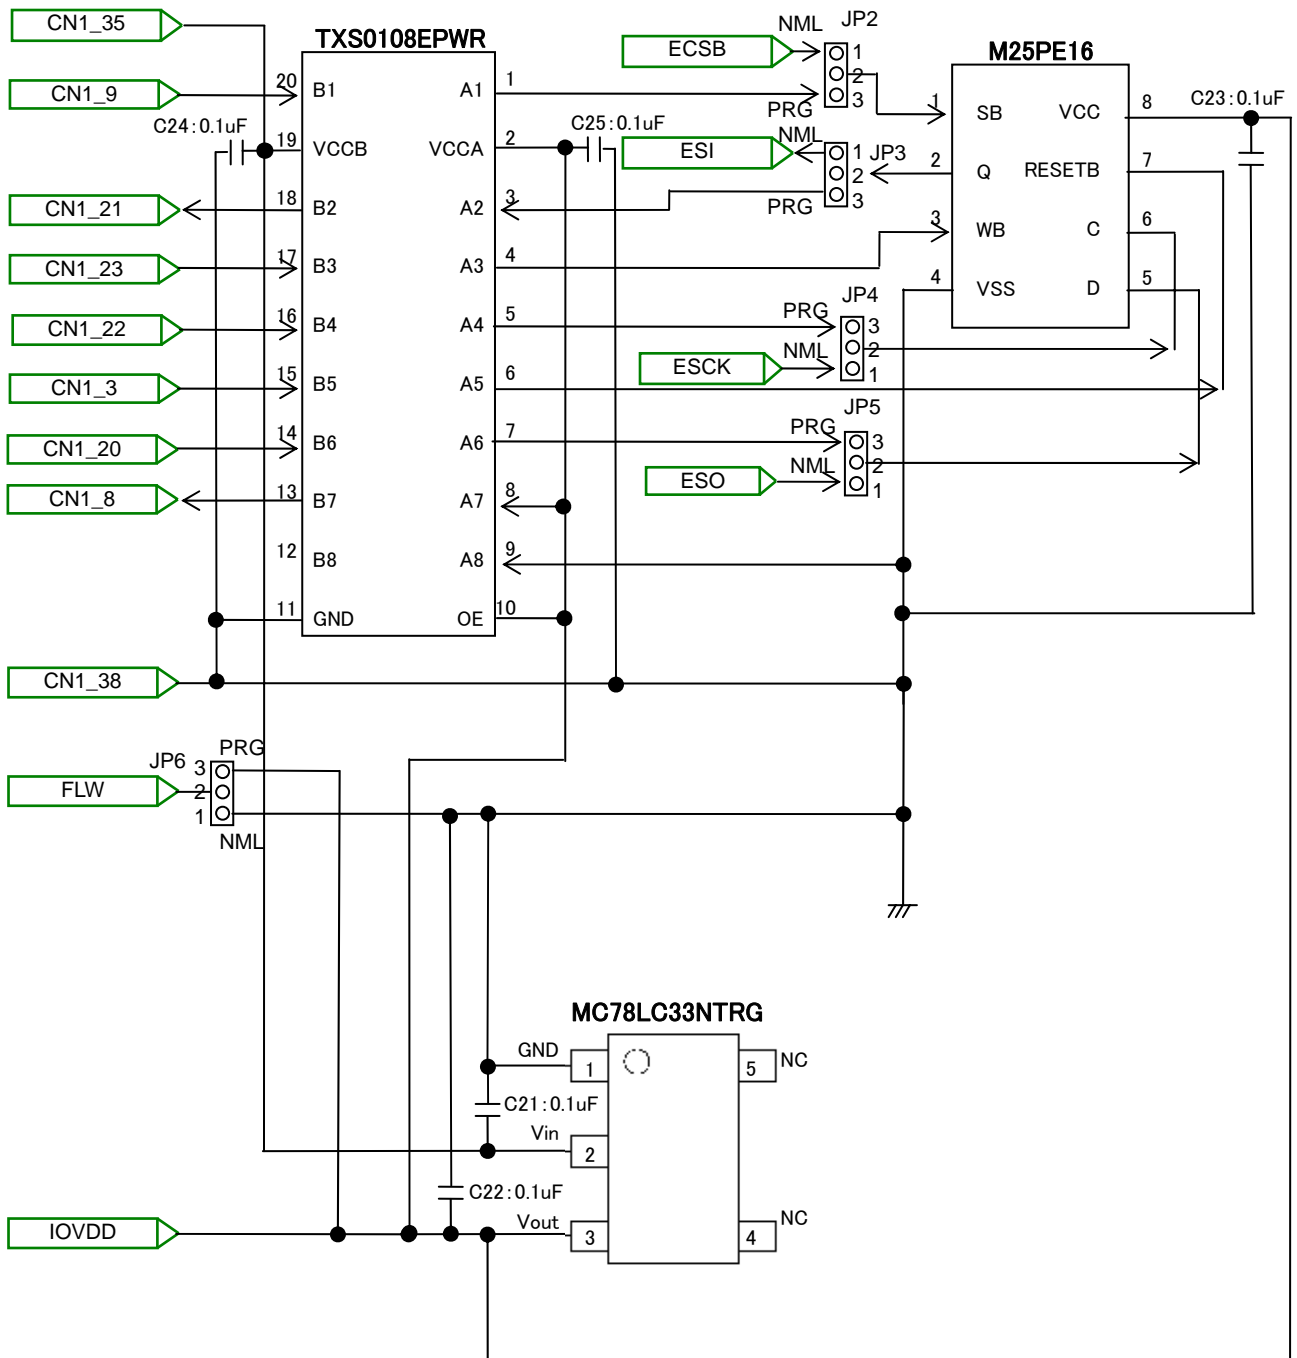 CN1_35
TXS0108EPWR
NML
JP2
ECSB
1
M25PE16
2
CN1_9
20
B1
A1
1
PRG
3
1
SB
VCC
8
C23:0.1uF
C24:0.1uF
19
VCCB
VCCA
2
C25:0.1uF
NML
ESI
1
JP3
2
3
PRG
2
Q
RESETB
7
CN1_21
18
B2
A2
3
3
WB
C
6
CN1_23
17
B3
A3
4
4
VSS
D
5
CN1_22
16
B4
A4
5
PRG
JP4
3
2
1
ESCK
NML
CN1_3
15
B5
A5
6
JP5
CN1_20
14
B6
A6
7
PRG
3
2
1
NML
ESO
CN1_8
13
B7
A7
8
12
B8
A8
9
11
GND
OE
10
CN1_38
JP6
PRG
3
FLW
2
1
NML
MC78LC33NTRG
GND
1
5
NC
C21:0.1uF
Vin
2
C22:0.1uF
IOVDD
Vout
3
4
NC